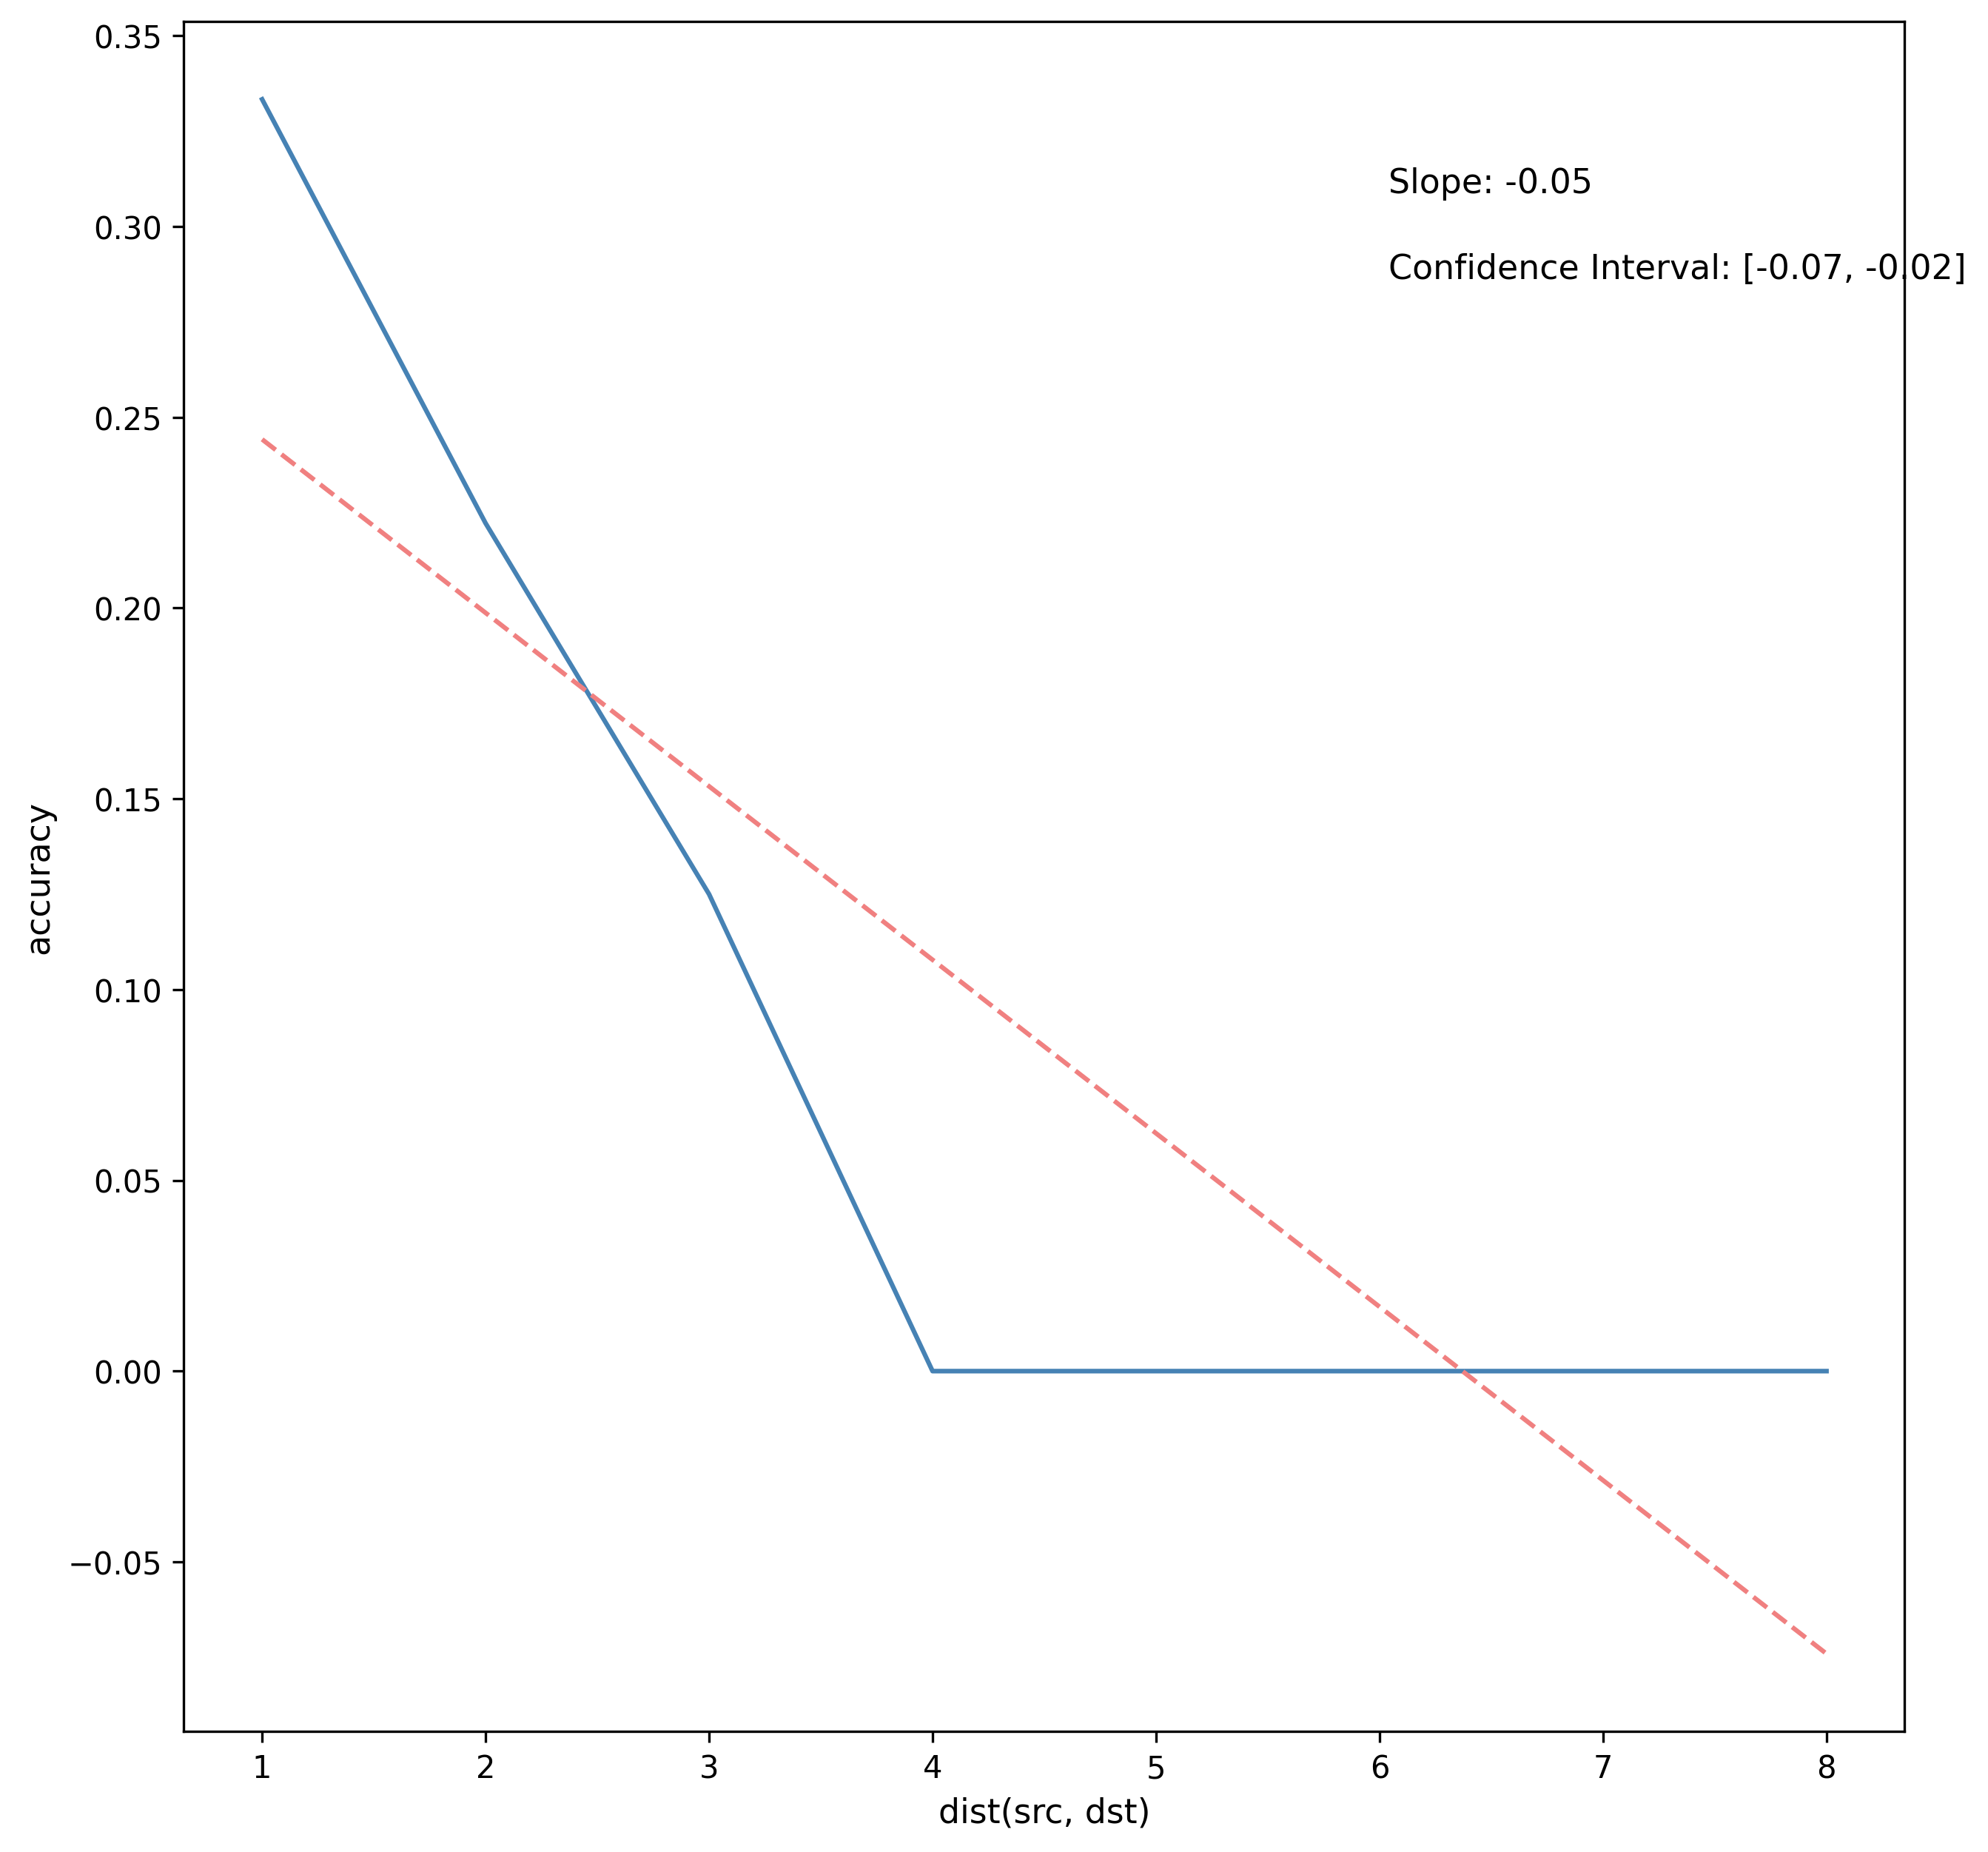 0.35
0.30
0.25
0.20
0.15
0.10
0.05
0.00
−0.05
accuracy
Slope: -0.05
Confidence Interval: [-0.07, -0.02]
1 2 3 4 5 6 7 8
dist(src, dst)